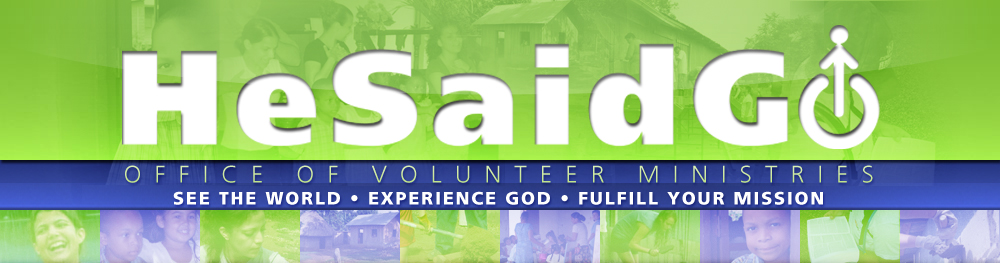 HeSaidGo
OFFICE OF VOLUNTEER MINISTRIES
SEE THE WORLD • EXPERIENCE GOD • FULFILL YOUR MISSION